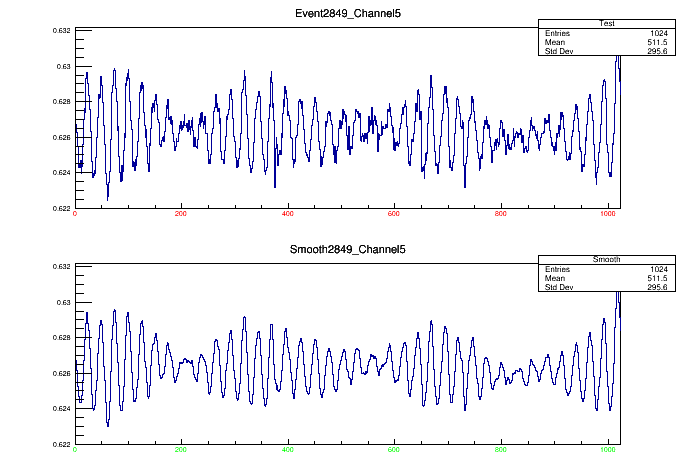 Event2849_Channel5
Test
Entries 1024
Mean 511.5
Std Dev 295.6
0.632
0.63
0.628
0.626
0.624
0.622
0 200 400 600 800 1000
Smooth2849_Channel5
Smooth
Entries 1024
Mean 511.5
Std Dev 295.6
0.632
0.63
0.628
0.626
0.624
0.622
0 200 400 600 800 1000